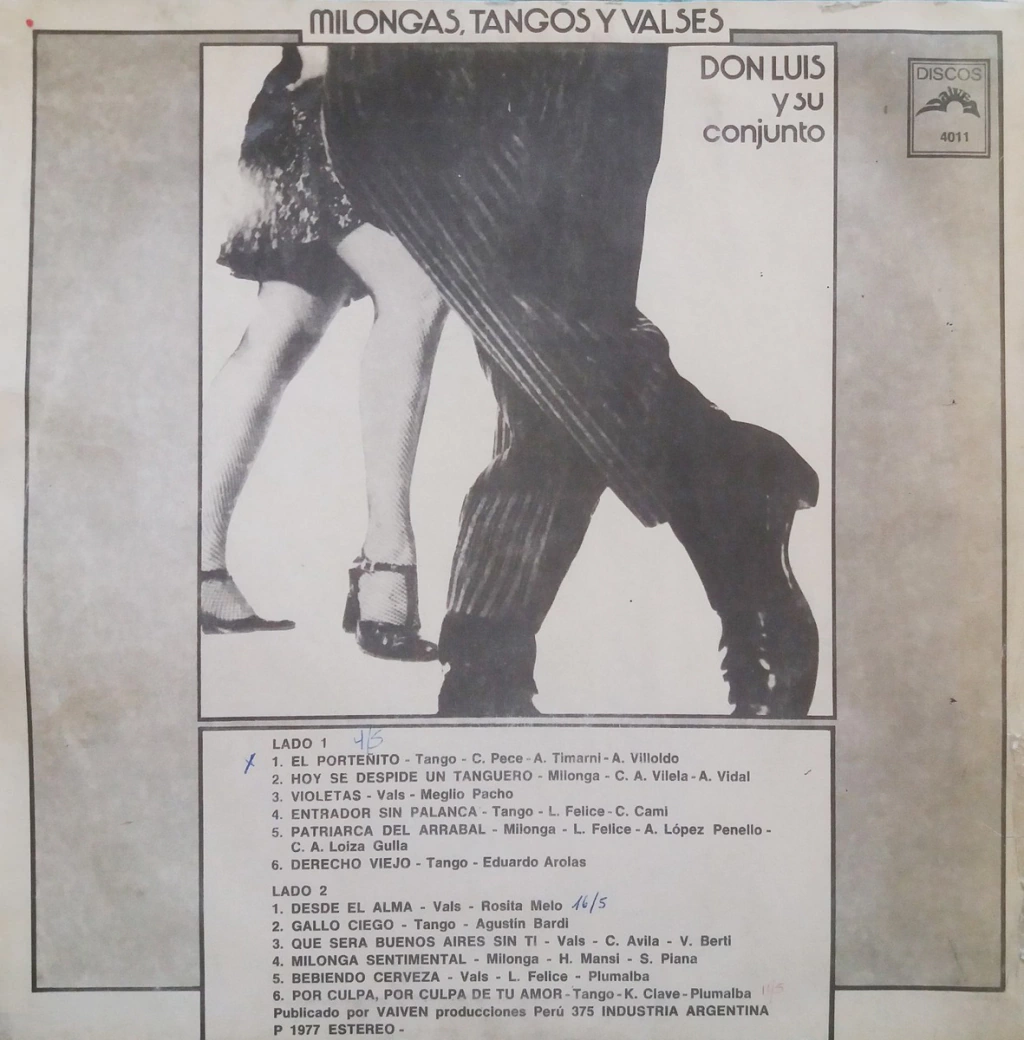 MILONGAS, TANGOS Y VALSES
DON LUIS
y su
conjunto
DISCOS
Vaiven
4011
LADO 1 4/5
x 1. EL PORTEÑITO - Tango - C. Pece - A. Timarni - A. Villoldo
2. HOY SE DESPIDE UN TANGUERO - Milonga - C. A. Vilela - A. Vidal
3. VIOLETAS - Vals - Meglio Pacho
4. ENTRADOR SIN PALANCA - Tango - L. Felice - C. Cami
5. PATRIARCA DEL ARRABAL - Milonga - L. Felice - A. López Penello -
C. A. Loiza Gulla
6. DERECHO VIEJO - Tango - Eduardo Arolas
LADO 2
1. DESDE EL ALMA - Vals - Rosita Melo 16/5
2. GALLO CIEGO - Tango - Agustin Bardi
3. QUE SERA BUENOS AIRES SIN TI - Vals - C. Avila - V. Berti
4. MILONGA SENTIMENTAL - Milonga - H. Mansi - S. Piana
5. BEBIENDO CERVEZA - Vals - L. Felice - Plumalba
6. POR CULPA, POR CULPA DE TU AMOR - Tango - K. Clave - Plumalba
Publicado por VAIVEN producciones Perú 375 INDUSTRIA ARGENTINA
P 1977 ESTEREO -